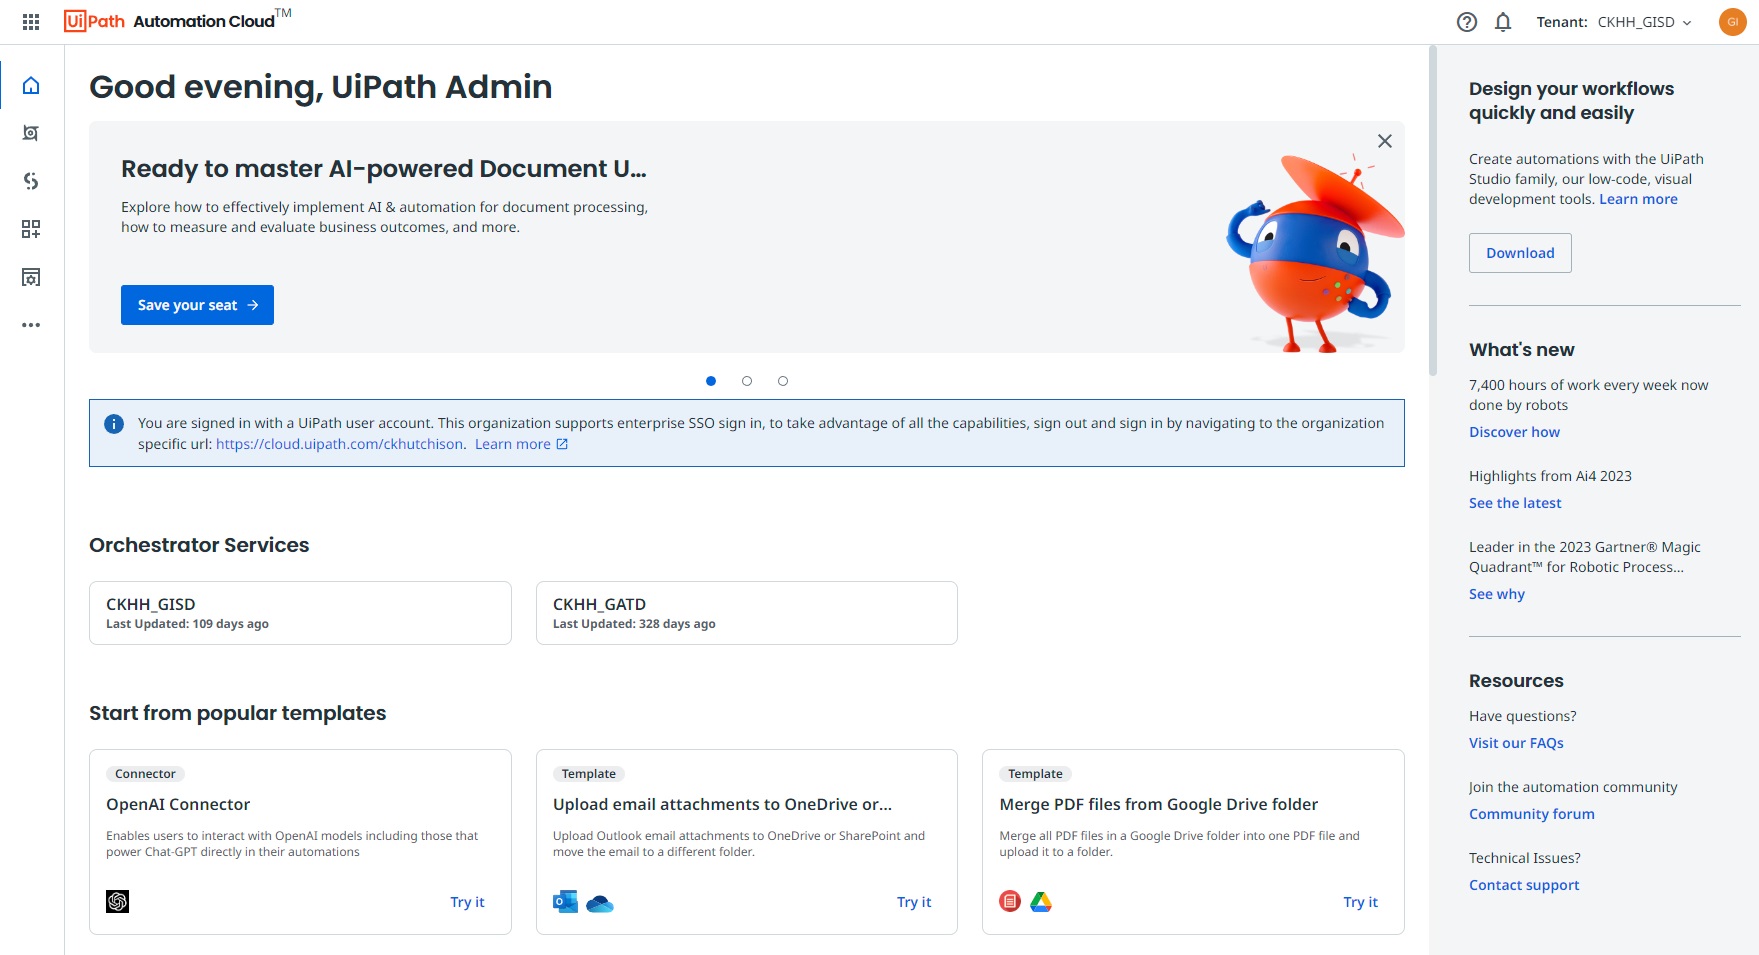 UiPath Automation Cloud™
Tenant: CKHH_GISD
GI
Good evening, UiPath Admin
Ready to master AI-powered Document U...
Explore how to effectively implement AI & automation for document processing,
how to measure and evaluate business outcomes, and more.
Save your seat
You are signed in with a UiPath user account. This organization supports enterprise SSO sign in, to take advantage of all the capabilities, sign out and sign in by navigating to the organization
specific url: https://cloud.uipath.com/ckhutchison. Learn more
Orchestrator Services
CKHH_GISD
Last Updated: 109 days ago
CKHH_GATD
Last Updated: 328 days ago
Start from popular templates
Connector
OpenAI Connector
Enables users to interact with OpenAI models including those that
power Chat-GPT directly in their automations
Try it
Template
Upload email attachments to OneDrive or...
Upload Outlook email attachments to OneDrive or SharePoint and
move the email to a different folder.
Try it
Template
Merge PDF files from Google Drive folder
Merge all PDF files in a Google Drive folder into one PDF file and
upload it to a folder.
Try it
Design your workflows
quickly and easily
Create automations with the UiPath
Studio family, our low-code, visual
development tools. Learn more
Download
What's new
7,400 hours of work every week now
done by robots
Discover how
Highlights from Ai4 2023
See the latest
Leader in the 2023 Gartner® Magic
Quadrant™ for Robotic Process...
See why
Resources
Have questions?
Visit our FAQs
Join the automation community
Community forum
Technical Issues?
Contact support